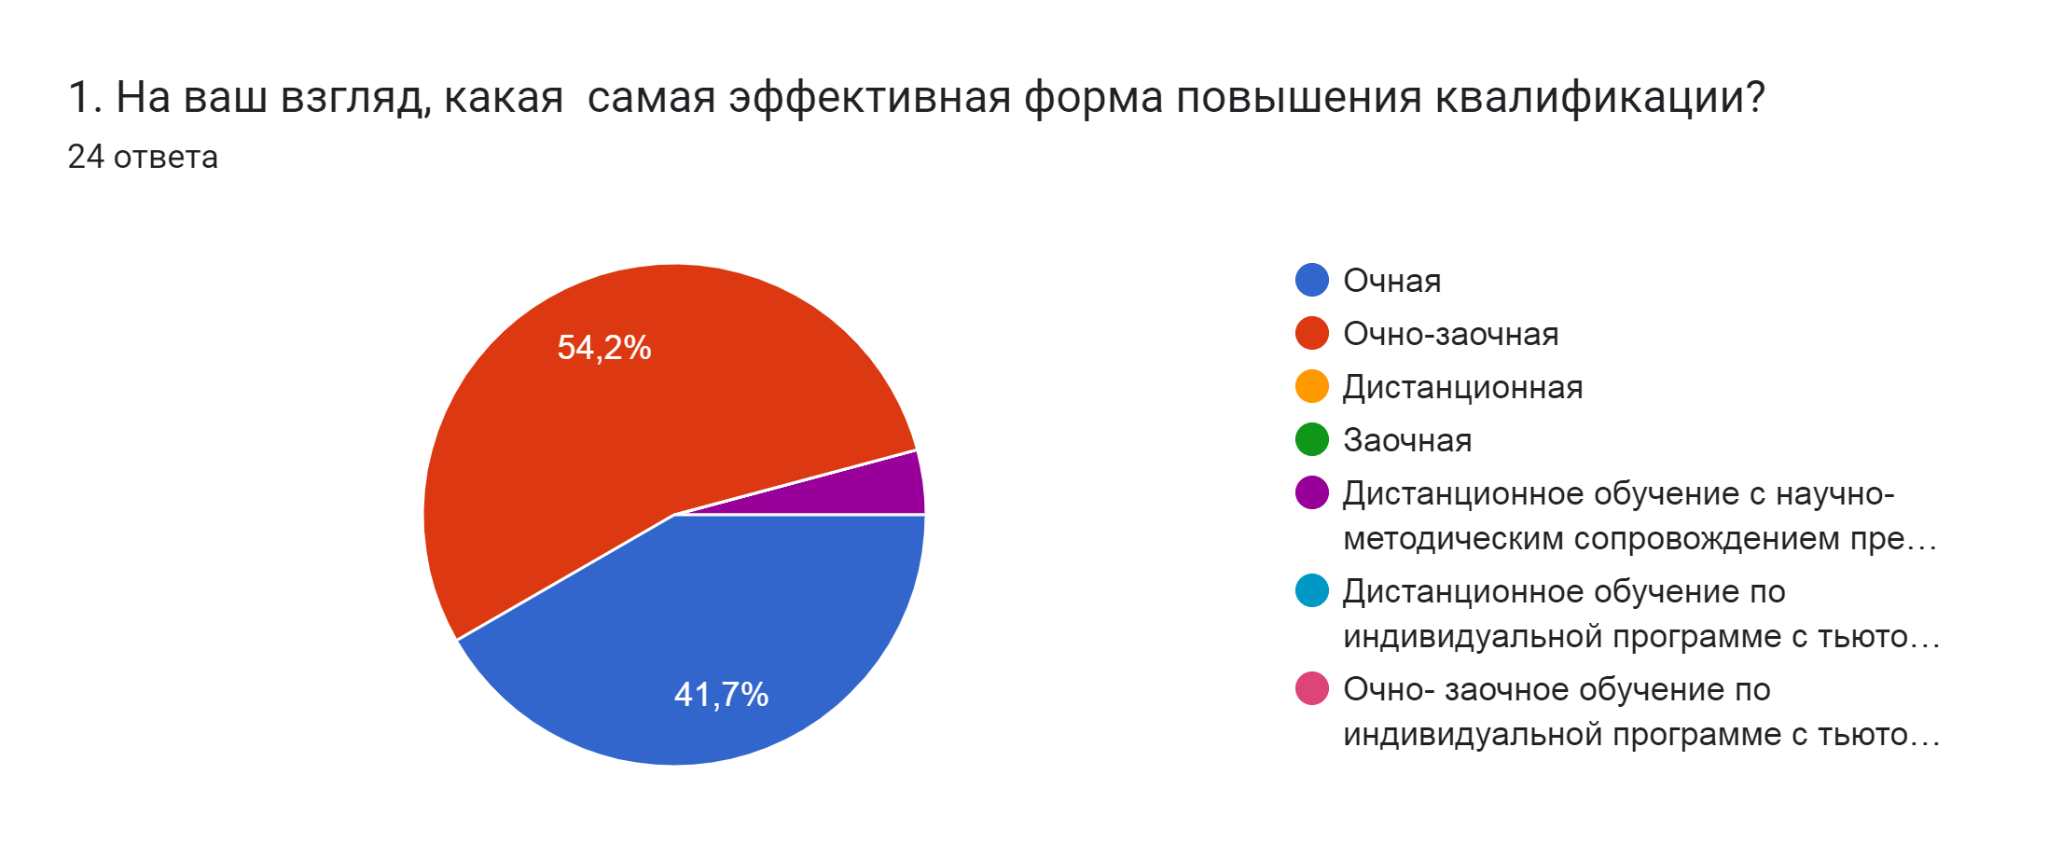 1. На ваш взгляд, какая  самая эффективная форма повышения квалификации?
24 ответа
54,2%
41,7%
Очная
Очно-заочная
Дистанционная
Заочная
Дистанционное обучение с научно-
методическим сопровождением пре…
Дистанционное обучение по
индивидуальной программе с тьюто…
Очно- заочное обучение по
индивидуальной программе с тьюто…